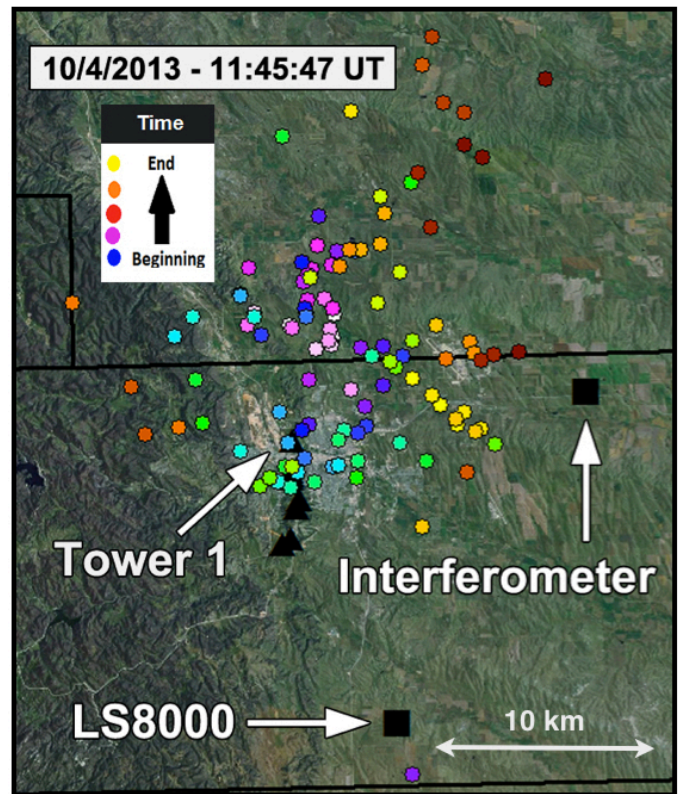 10/4/2013 - 11:45:47 UT
Time
End
Beginning
Tower 1
Interferometer
LS8000
10 km